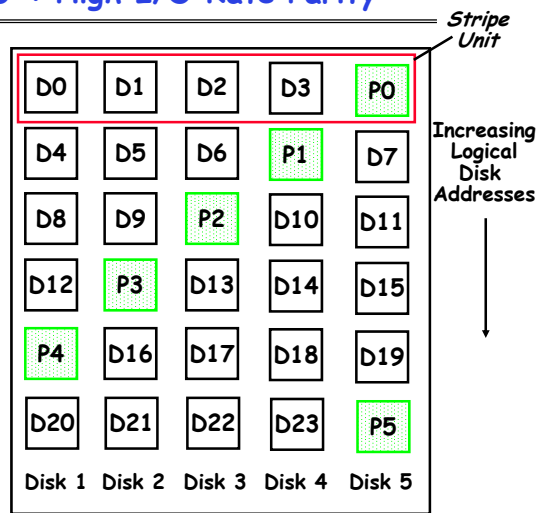 High I/O Rate Parity
Stripe
Unit
D0 D1 D2 D3 P0
D4 D5 D6 P1 D7
D8 D9 P2 D10 D11
D12 P3 D13 D14 D15
P4 D16 D17 D18 D19
D20 D21 D22 D23 P5
Disk 1 Disk 2 Disk 3 Disk 4 Disk 5
Increasing
Logical
Disk
Addresses